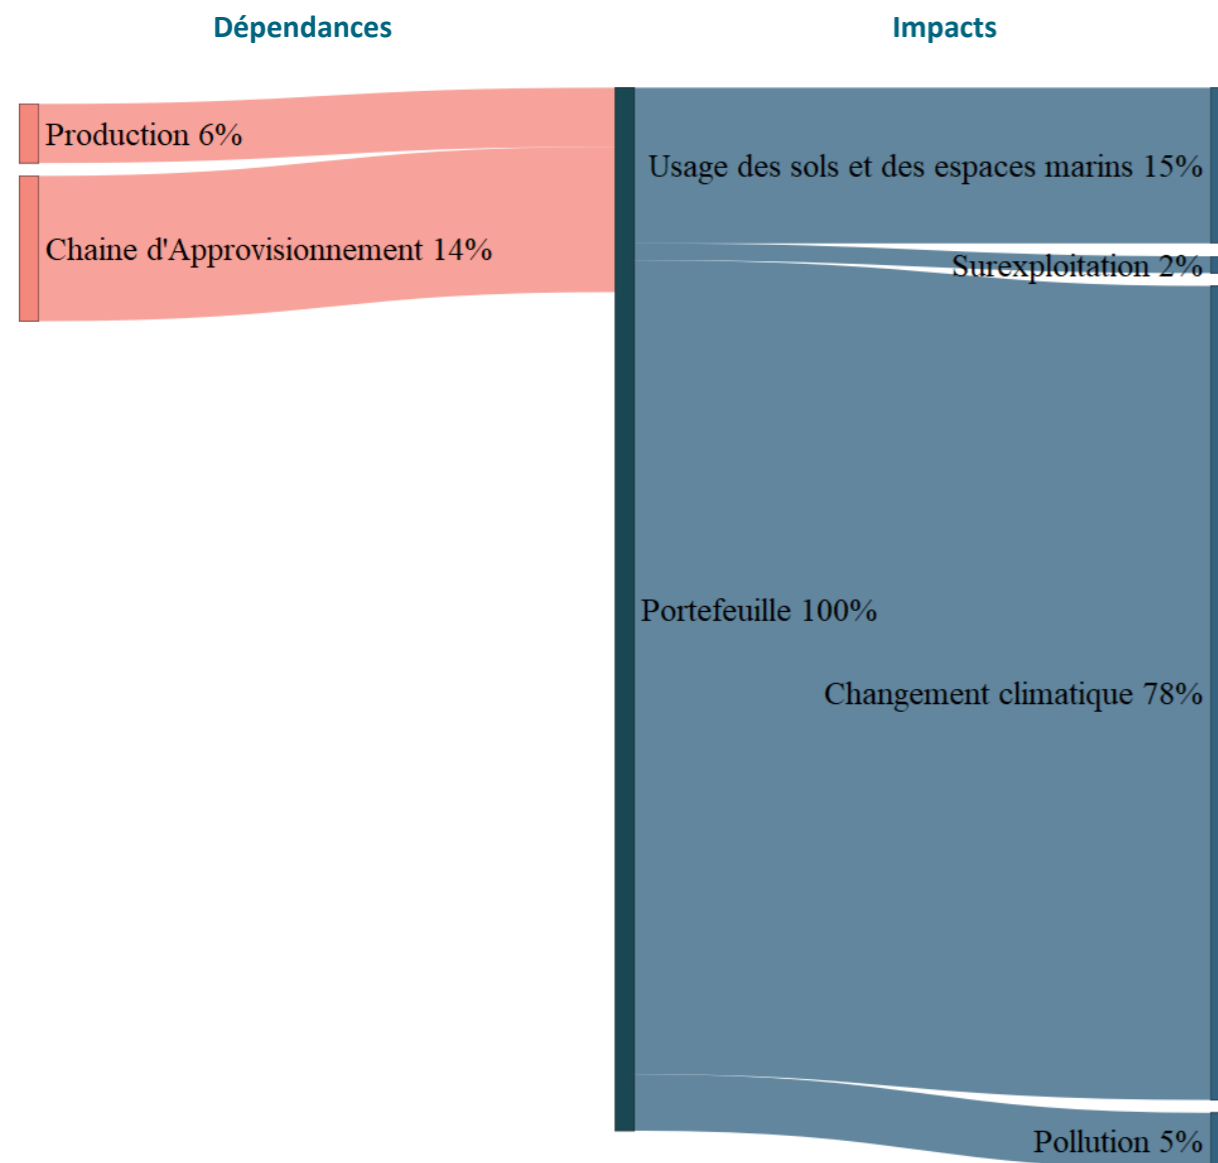 Dépendances
Impacts
Production 6%
Chaine d'Approvisionnement 14%
Usage des sols et des espaces marins 15%
Surexploitation 2%
Portefeuille 100%
Changement climatique 78%
Pollution 5%